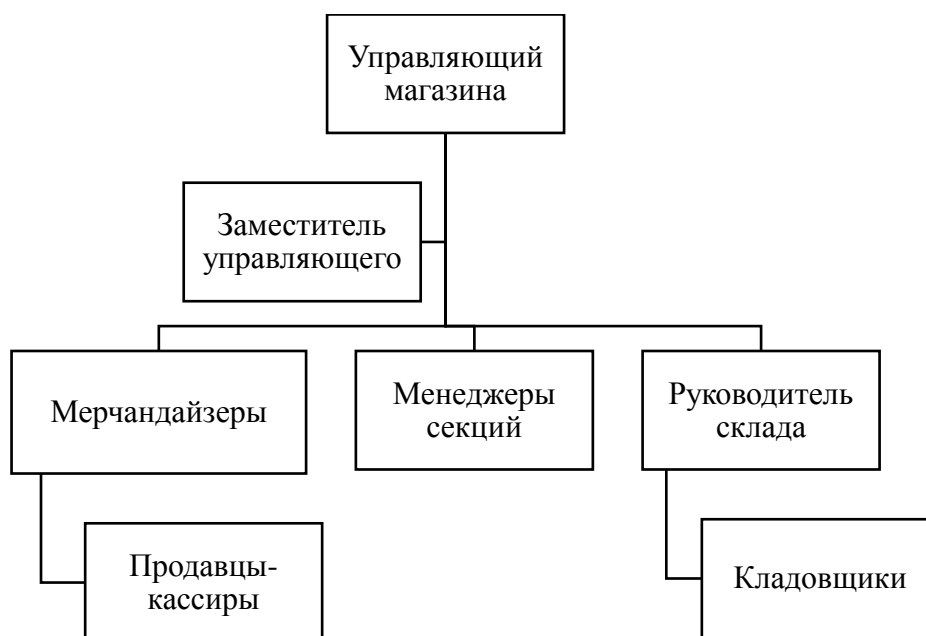 Управляющий
магазина
Заместитель
управляющего
Мерчандайзеры
Менеджеры
секций
Руководитель
склада
Продавцы-
кассиры
Кладовщики